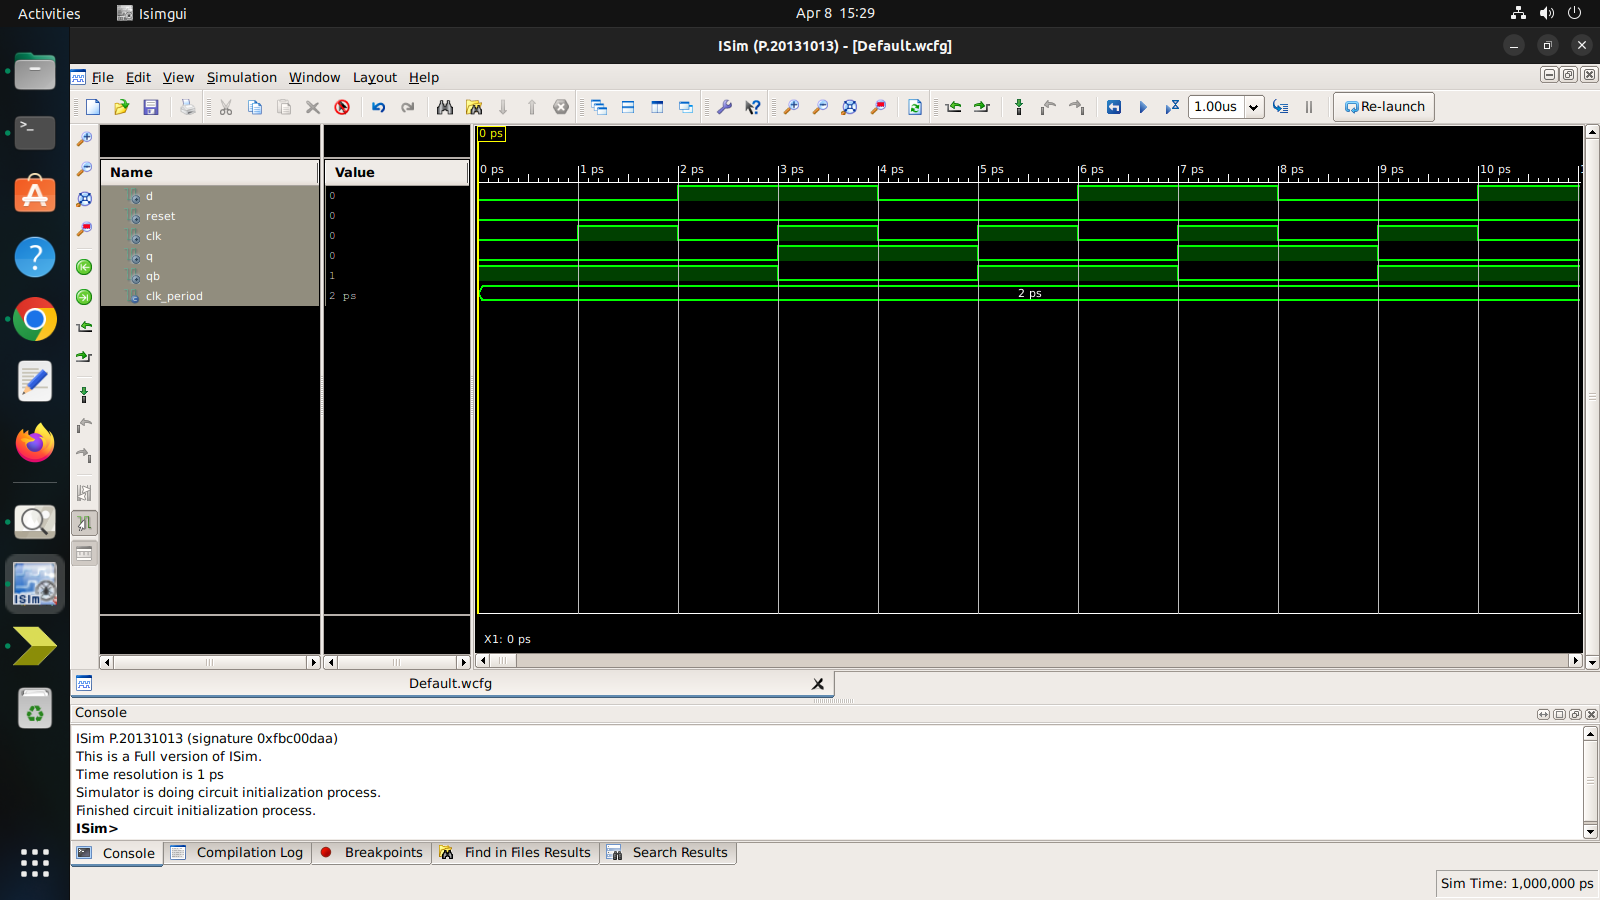 Activities
Isimgui
Apr 8 15:29
ISim (P.20131013) - [Default.wcfg]
File Edit View Simulation Window Layout Help
1.00us
Re-launch
0 ps
Name
Value
0 ps 1 ps 2 ps 3 ps 4 ps 5 ps 6 ps 7 ps 8 ps 9 ps 10 ps
d 0
reset 0
clk 0
q 0
qb 1
clk_period 2 ps
2 ps
X1: 0 ps
ISim
Default.wcfg
Console
ISim P.20131013 (signature 0xfbc00daa)
This is a Full version of ISim.
Time resolution is 1 ps
Simulator is doing circuit initialization process.
Finished circuit initialization process.
ISim>
Console Compilation Log Breakpoints Find in Files Results Search Results
Sim Time: 1,000,000 ps